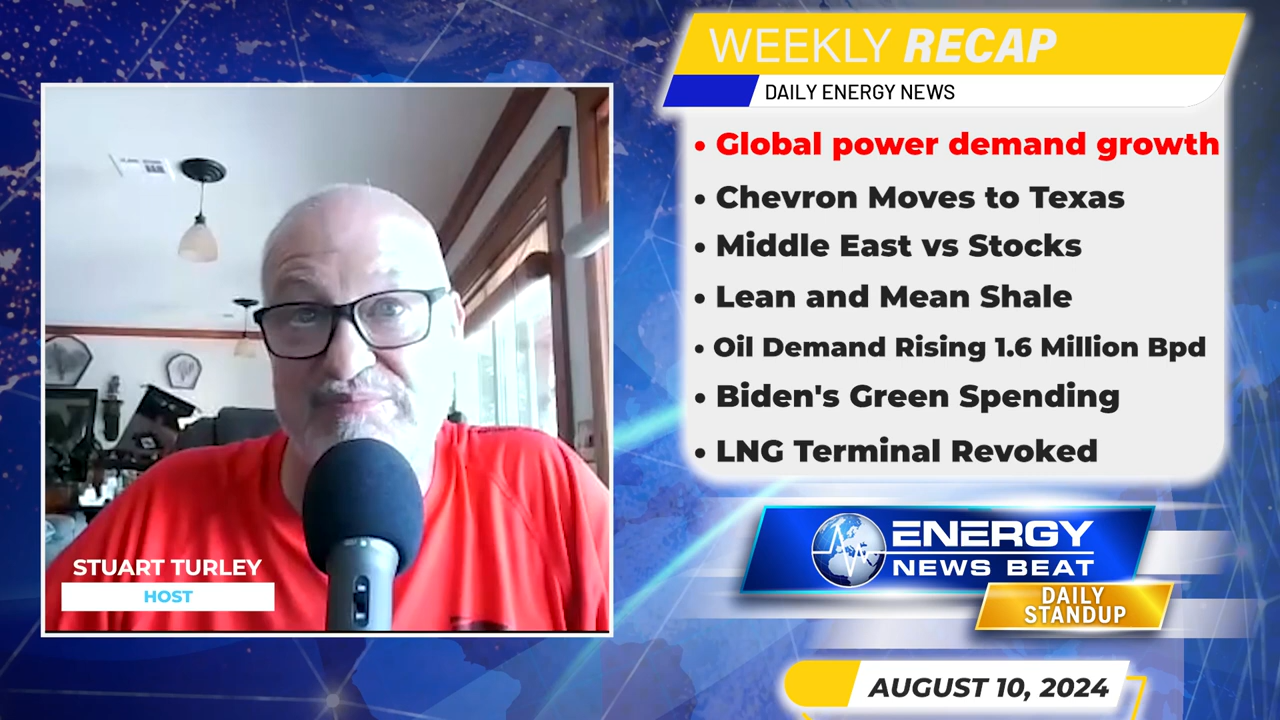 WEEKLY RECAP
DAILY ENERGY NEWS
• Global power demand growth
• Chevron Moves to Texas
• Middle East vs Stocks
• Lean and Mean Shale
• Oil Demand Rising 1.6 Million Bpd
• Biden's Green Spending
• LNG Terminal Revoked
STUART TURLEY
HOST
ENERGY
NEWS BEAT
DAILY
STANDUP
AUGUST 10, 2024